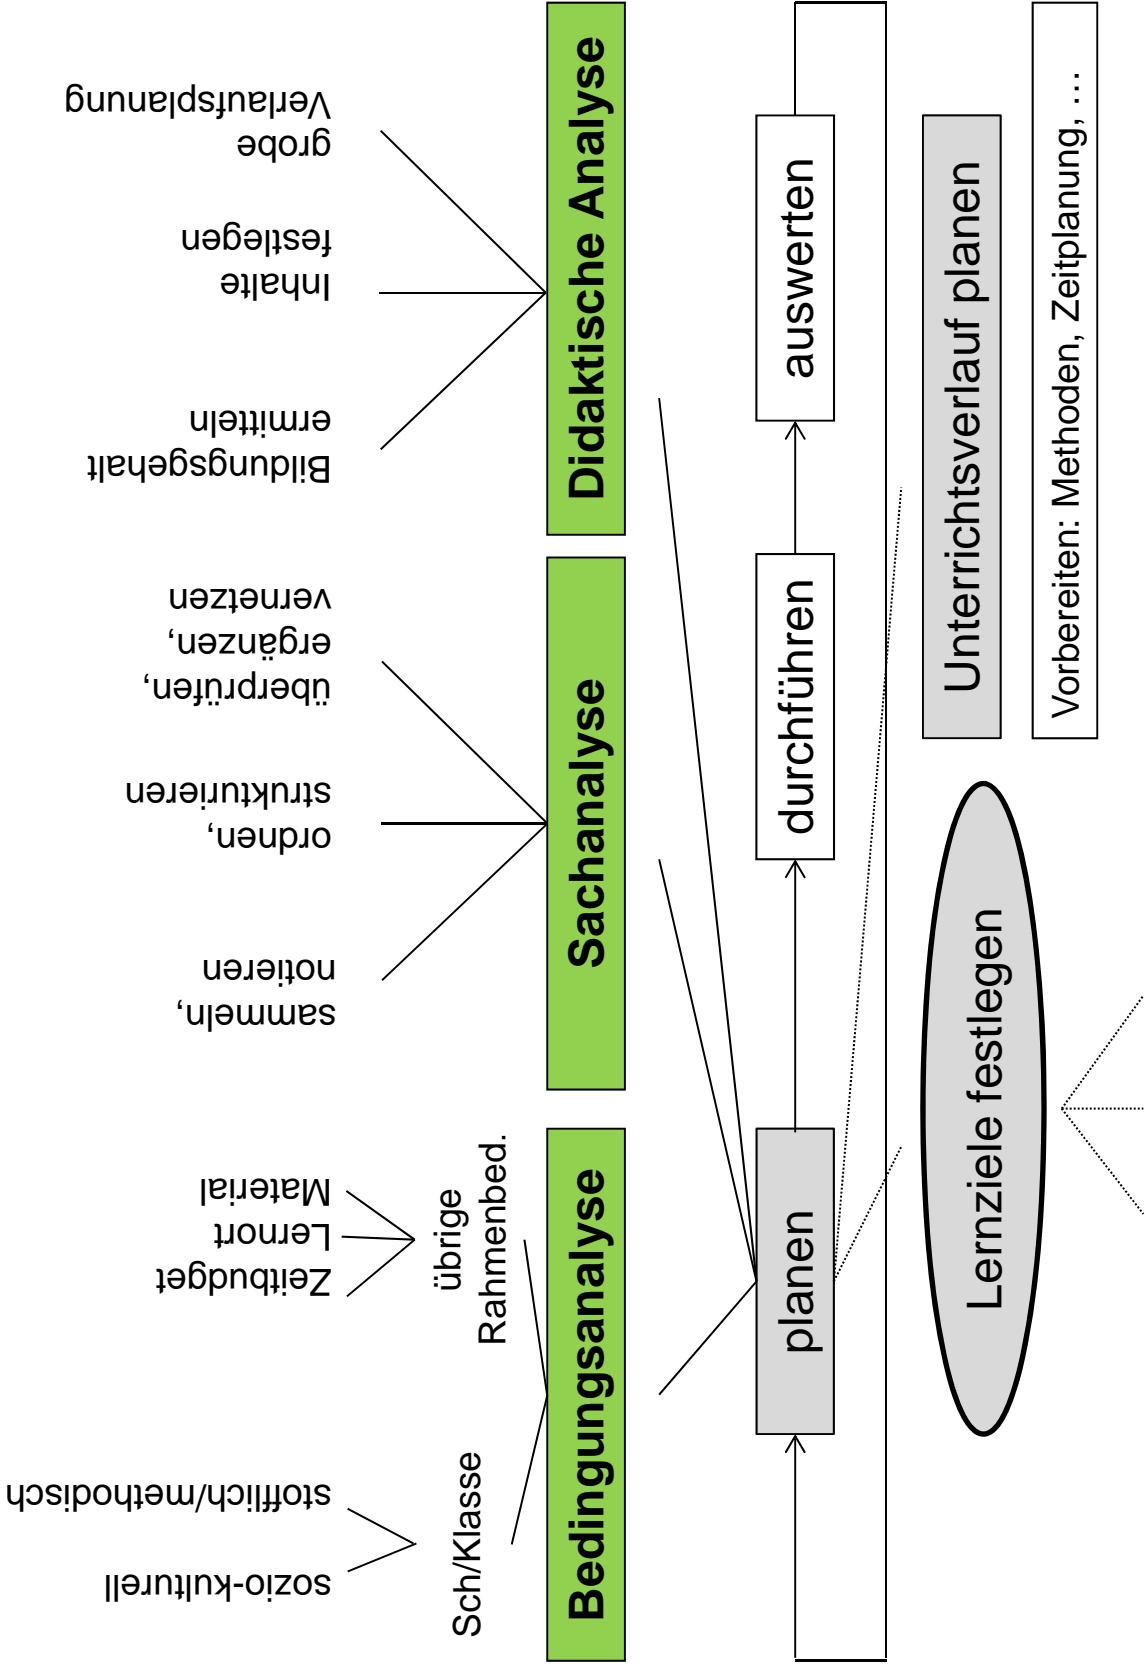 sozio-kulturell
stofflich/methodisch
Zeitbudget
Lernort
Material
sammeln,
notieren
ordnen,
strukturieren
überprüfen,
ergänzen,
vernetzen
Bildungsgehalt
ermitteln
Inhalte
festlegen
grobe
Verlaufsplanung
Sch/Klasse
übrige
Rahmenbed.
Bedingungsanalyse
Sachanalyse
Didaktische Analyse
planen
durchführen
auswerten
Lernziele festlegen
Unterrichtsverlauf planen
Vorbereiten: Methoden, Zeitplanung, …